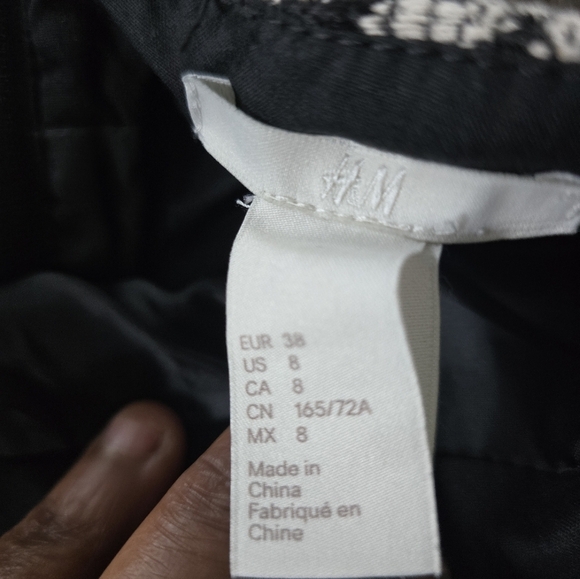 H&M
EUR 38
US 8
CA 8
CN 165/72A
MX 8
Made in
China
Fabriqué en
Chine